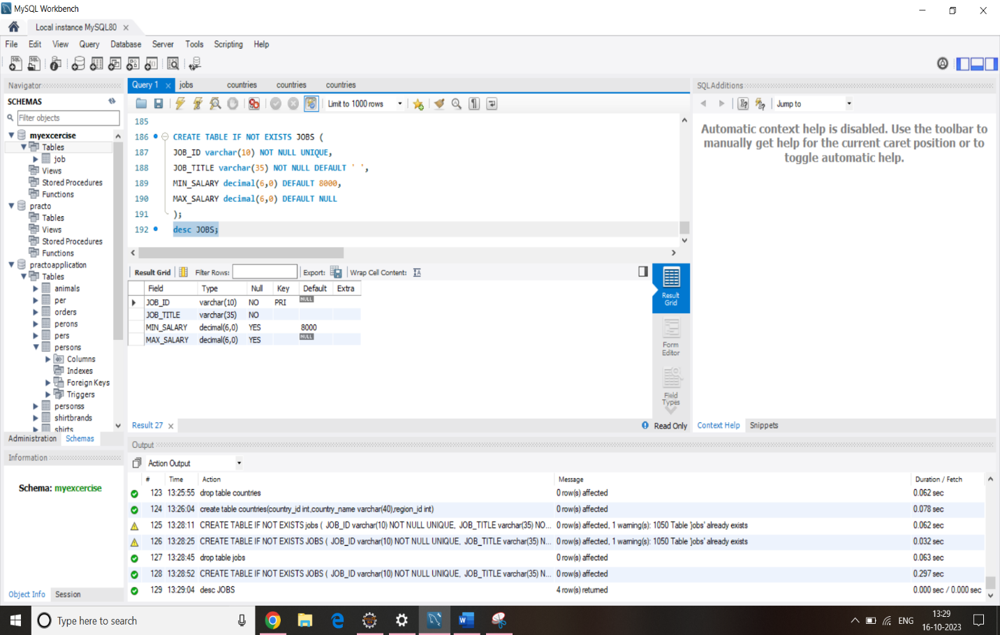 MySQL Workbench
Local instance MySQL80
File Edit View Query Database Server Tools Scripting Help
Navigator
SCHEMAS
Filter objects
myexcercise
Tables
job
Views
Stored Procedures
Functions
practo
Tables
Views
Stored Procedures
Functions
practoapplication
Tables
animals
per
orders
perons
pers
persons
Columns
Indexes
Foreign Keys
Triggers
personss
shirtbrands
shirts
Administration Schemas
Information
Schema: myexcercise
Object Info Session
Query 1 jobs countries countries countries
Limit to 1000 rows
185
186 CREATE TABLE IF NOT EXISTS JOBS (
187 JOB_ID varchar(10) NOT NULL UNIQUE,
188 JOB_TITLE varchar(35) NOT NULL DEFAULT ' ',
189 MIN_SALARY decimal(6,0) DEFAULT 8000,
190 MAX_SALARY decimal(6,0) DEFAULT NULL
191 );
192 desc JOBS;
Result Grid Filter Rows: Export: Wrap Cell Content:
Field Type Null Key Default Extra
JOB_ID varchar(10) NO PRI NULL
JOB_TITLE varchar(35) NO
MIN_SALARY decimal(6,0) YES 8000
MAX_SALARY decimal(6,0) YES NULL
Result Grid
Form Editor
Field Types
Result 27
Read Only
SQLAdditions
Jump to
Automatic context help is disabled. Use the toolbar to
manually get help for the current caret position or to
toggle automatic help.
Context Help Snippets
Output
Action Output
# Time Action Message Duration / Fetch
123 13:25:55 drop table countries 0 row(s) affected 0.062 sec
124 13:26:04 create table countries(country_id int,country_name varchar(40),region_id int) 0 row(s) affected 0.078 sec
125 13:28:11 CREATE TABLE IF NOT EXISTS jobs ( JOB_ID varchar(10) NOT NULL UNIQUE, JOB_TITLE varchar(35) NO... 0 row(s) affected, 1 warning(s): 1050 Table 'jobs' already exists 0.062 sec
126 13:28:25 CREATE TABLE IF NOT EXISTS JOBS ( JOB_ID varchar(10) NOT NULL UNIQUE, JOB_TITLE varchar(35) N... 0 row(s) affected, 1 warning(s): 1050 Table 'jobs' already exists 0.032 sec
127 13:28:45 drop table jobs 0 row(s) affected 0.063 sec
128 13:28:52 CREATE TABLE IF NOT EXISTS JOBS ( JOB_ID varchar(10) NOT NULL UNIQUE, JOB_TITLE varchar(35) N... 0 row(s) affected 0.297 sec
129 13:29:04 desc JOBS 4 row(s) returned 0.000 sec / 0.000 sec
Type here to search
ENG
13:29
16-10-2023